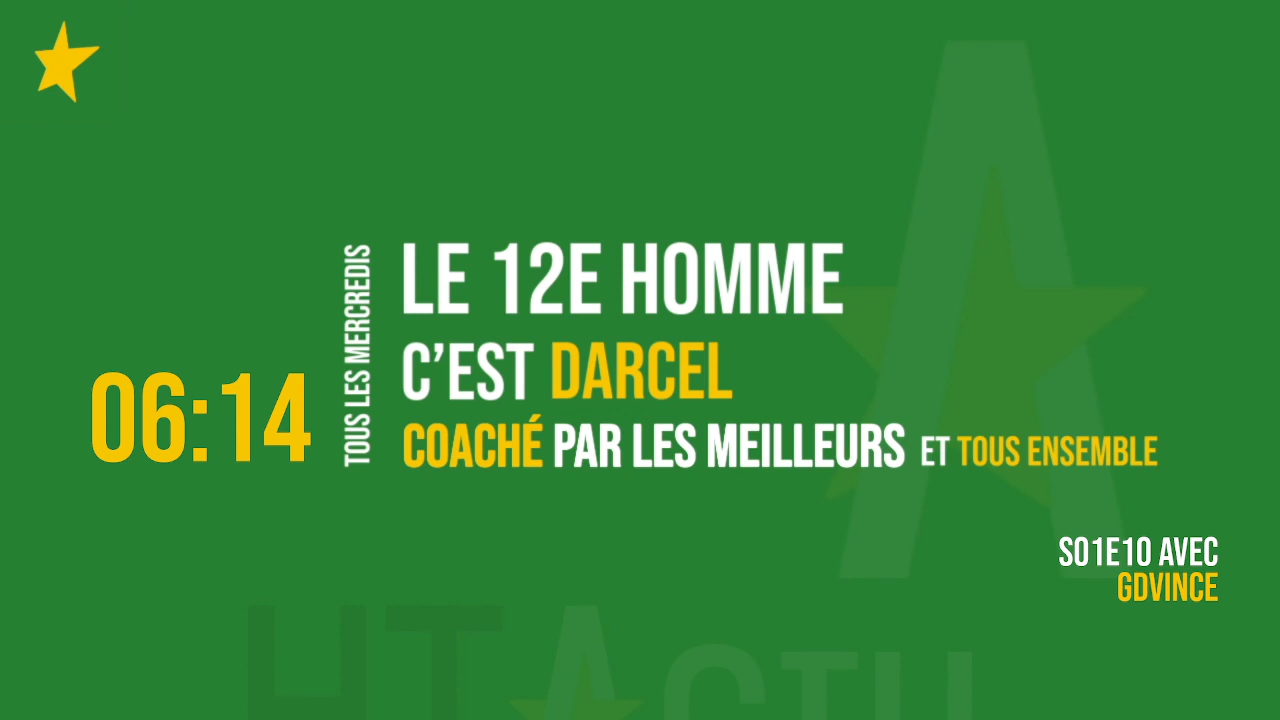 LE 12E HOMME
C'EST DARCEL
COACHÉ PAR LES MEILLEURS ET TOUS ENSEMBLE
TOUS LES MERCREDIS
06:14
S01E10 AVEC
GDVINCE
HTACTU